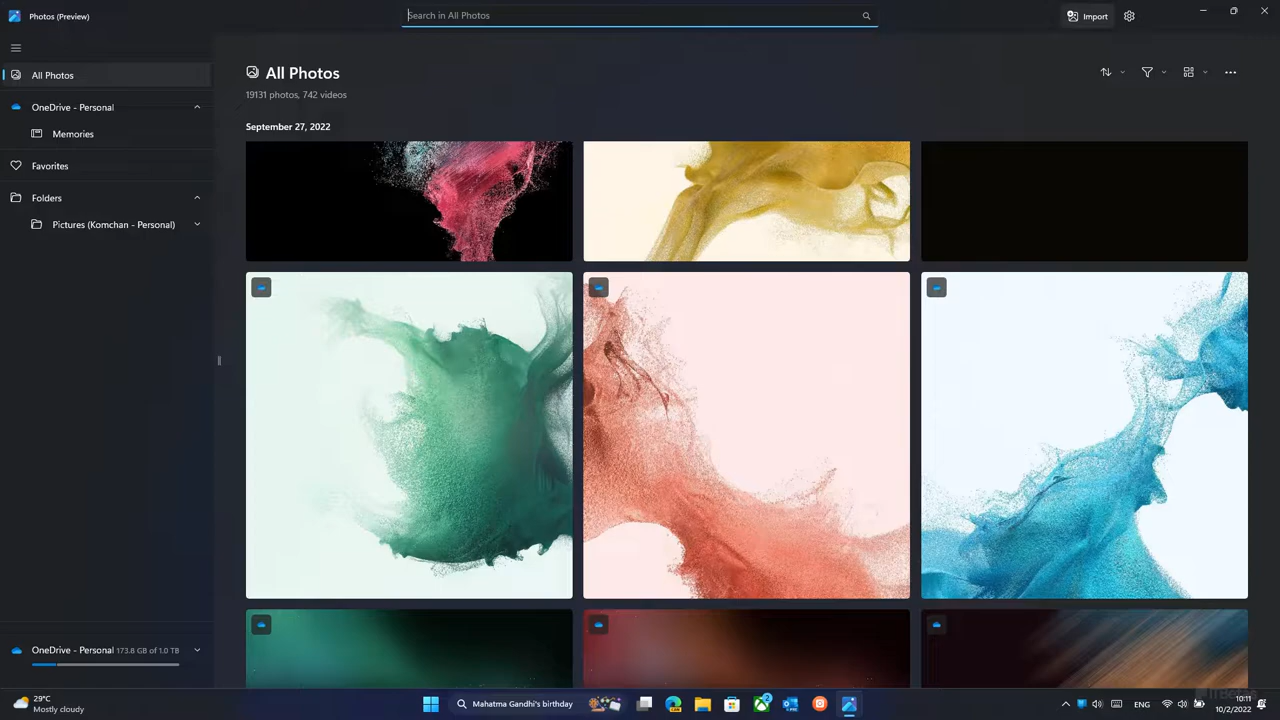 Photos (Preview)
Search in All Photos
Import
All Photos
OneDrive - Personal
Memories
Favorites
Folders
Pictures (Komchan - Personal)
All Photos
19131 photos, 742 videos
September 27, 2022
OneDrive - Personal 173.8 GB of 1.0 TB
29°C
Mostly cloudy
Mahatma Gandhi's birthday
2
ENG
10:11
10/2/2022